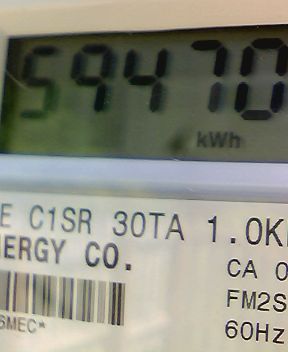 59470
kWh
E C1SR 30TA 1.0K
ERGY CO.
CA 0
FM2S
SMEC*
60Hz